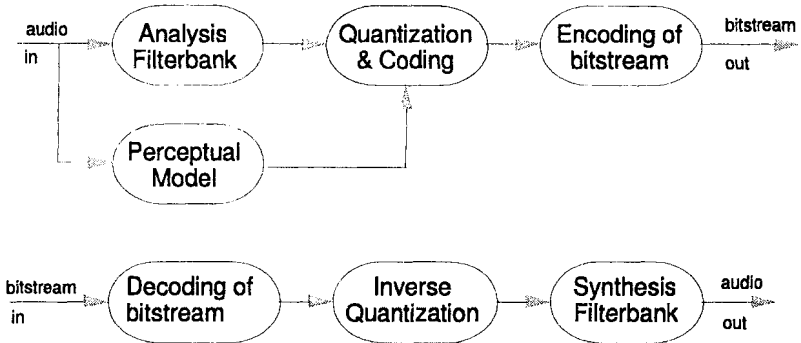 audio
in
Analysis
Filterbank
Quantization
& Coding
Encoding of
bitstream
bitstream
out
Perceptual
Model
bitstream
in
Decoding of
bitstream
Inverse
Quantization
Synthesis
Filterbank
audio
out